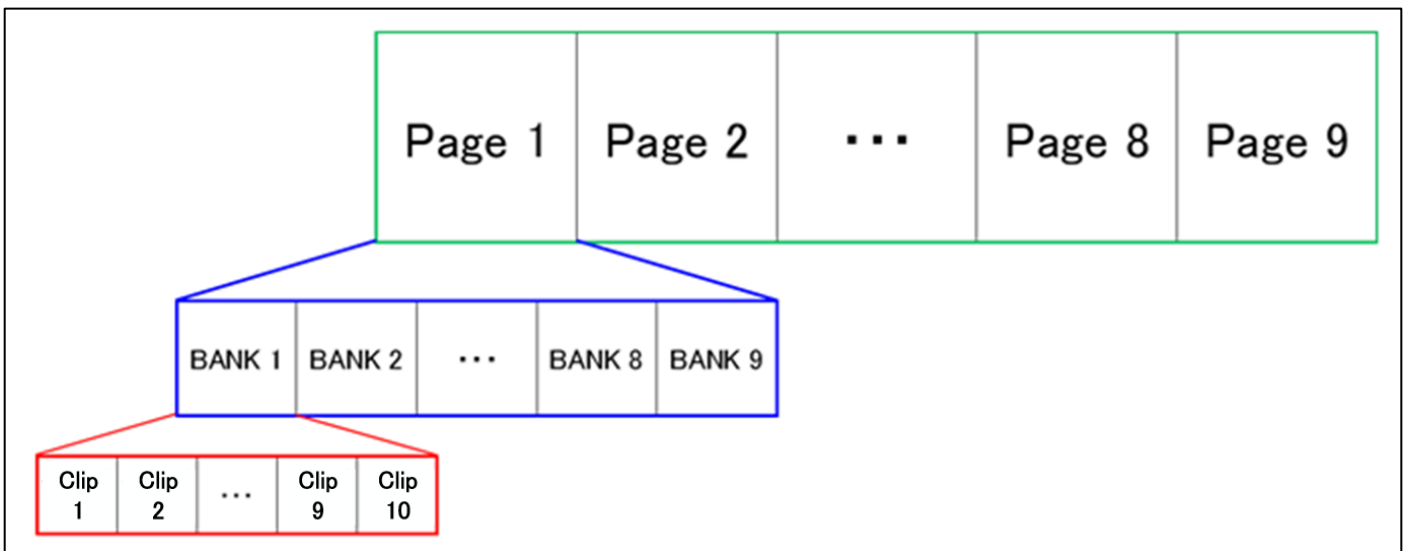 Page 1 Page 2 ・・・ Page 8 Page 9
BANK 1 BANK 2 ・・・ BANK 8 BANK 9
Clip 1 Clip 2 ・・・ Clip 9 Clip 10